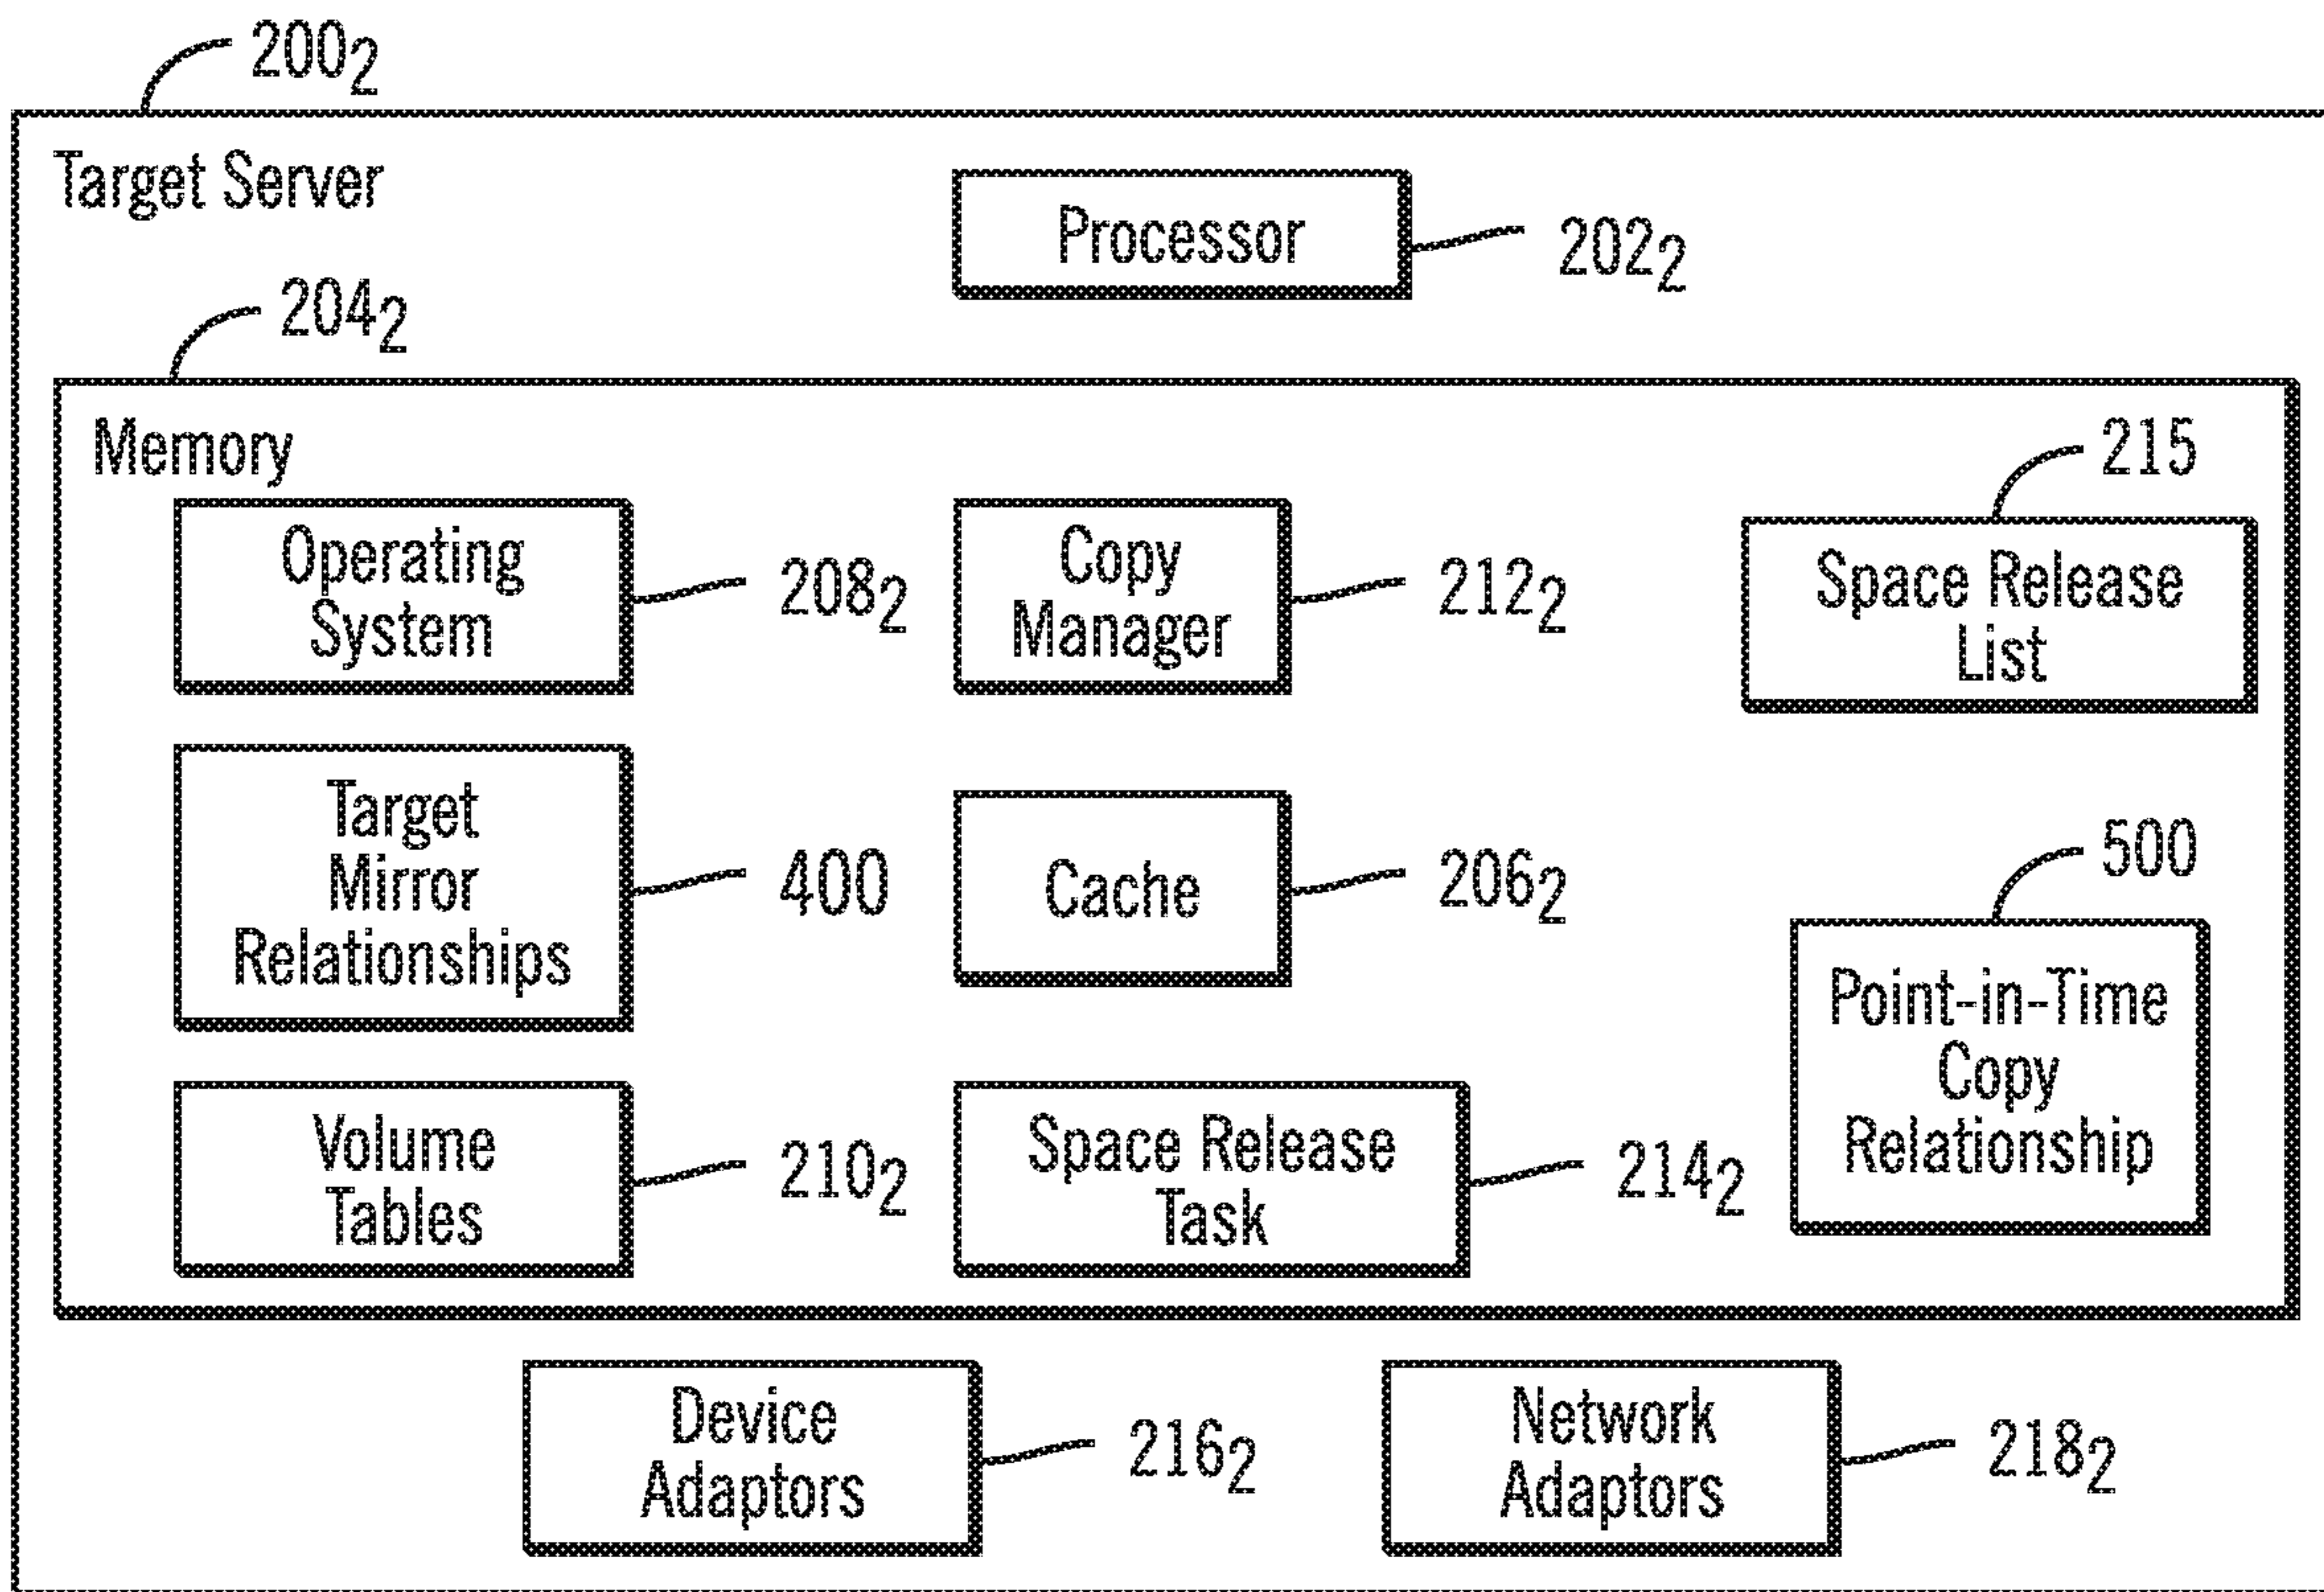 200₂
Target Server
Processor
202₂
204₂
Memory
215
Operating
System
208₂
Copy
Manager
212₂
Space Release
List
Target
Mirror
Relationships
400
Cache
206₂
500
Point-in-Time
Copy
Relationship
Volume
Tables
210₂
Space Release
Task
214₂
Device
Adaptors
216₂
Network
Adaptors
218₂